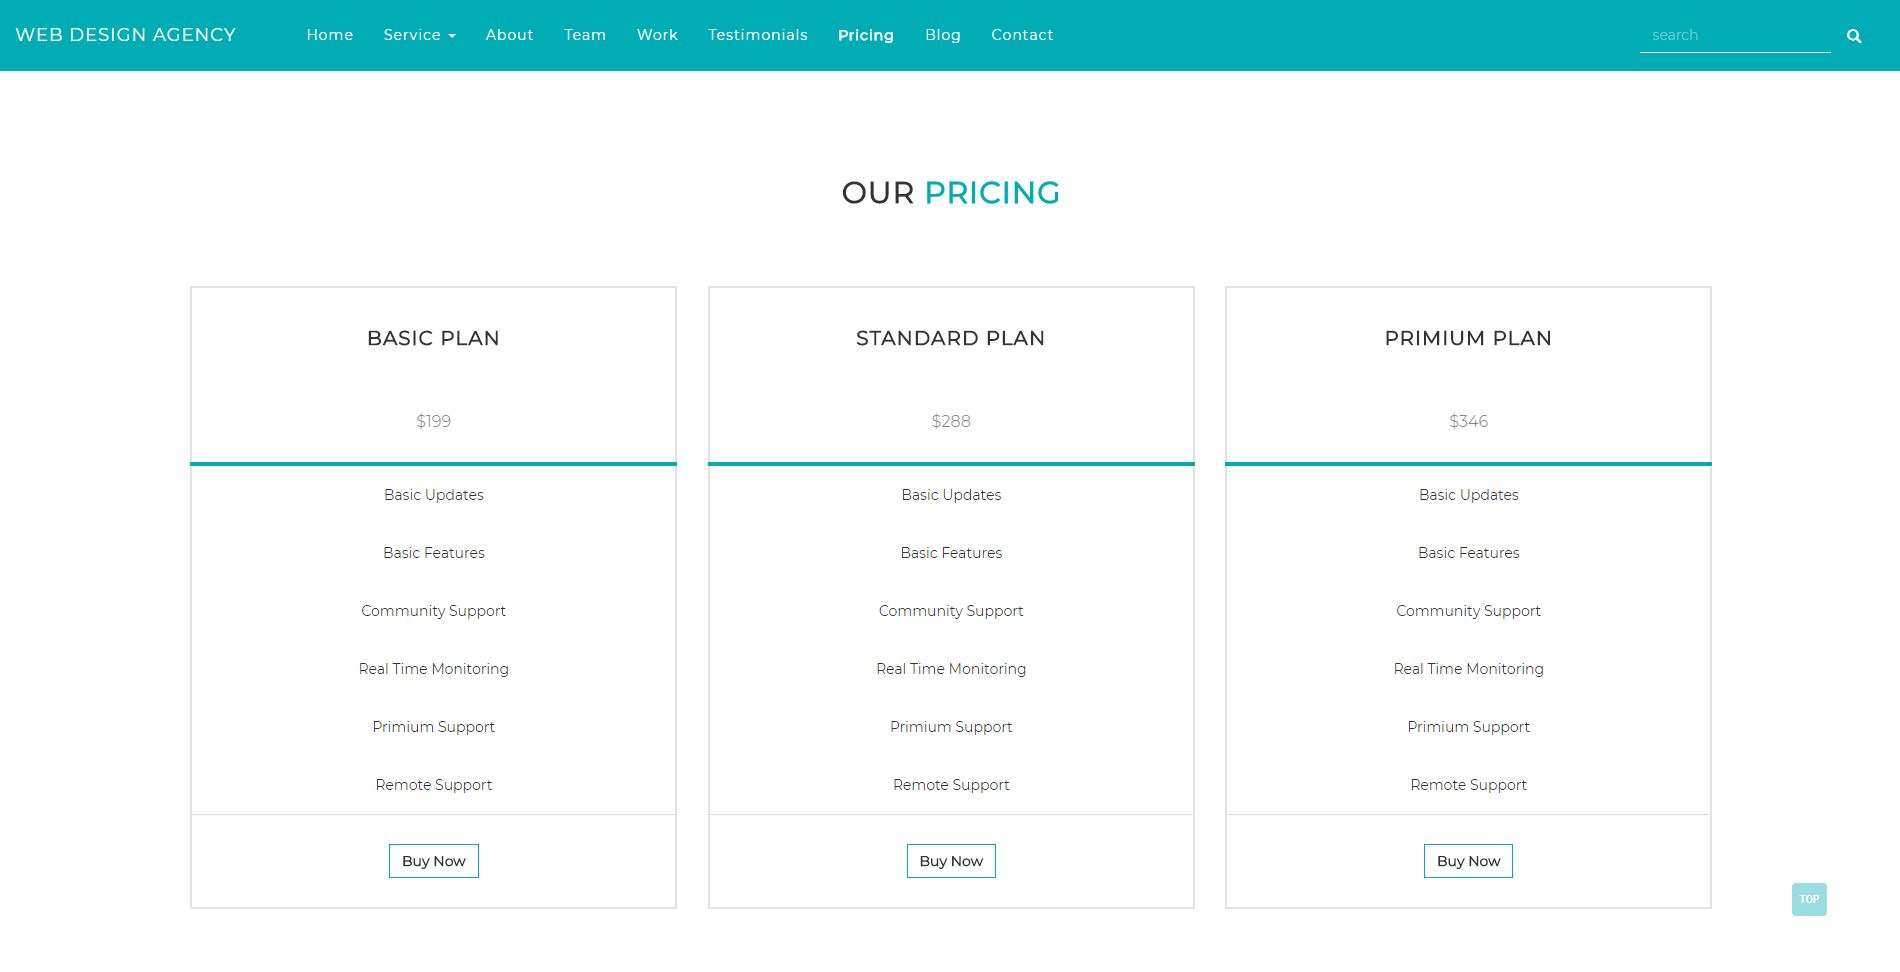 WEB DESIGN AGENCY Home Service About Team Work Testimonials Pricing Blog Contact search
OUR PRICING
BASIC PLAN
$199
Basic Updates
Basic Features
Community Support
Real Time Monitoring
Primium Support
Remote Support
Buy Now
STANDARD PLAN
$288
Basic Updates
Basic Features
Community Support
Real Time Monitoring
Primium Support
Remote Support
Buy Now
PRIMIUM PLAN
$346
Basic Updates
Basic Features
Community Support
Real Time Monitoring
Primium Support
Remote Support
Buy Now
TOP